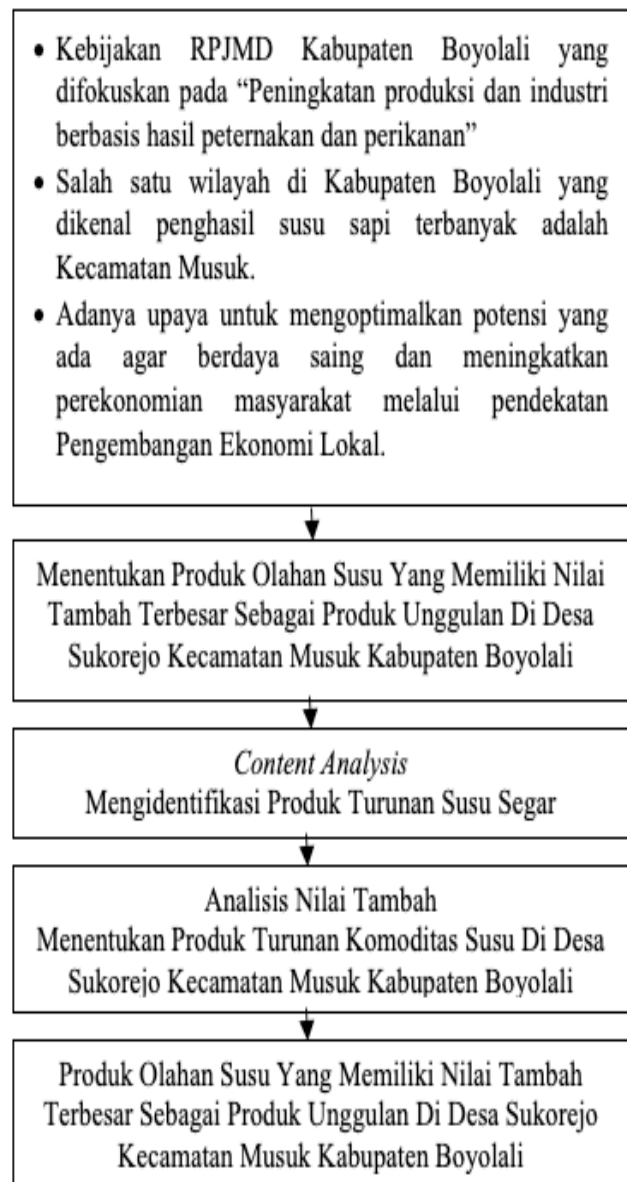 • Kebijakan RPJMD Kabupaten Boyolali yang
difokuskan pada “Peningkatan produksi dan industri
berbasis hasil peternakan dan perikanan”
• Salah satu wilayah di Kabupaten Boyolali yang
dikenal penghasil susu sapi terbanyak adalah
Kecamatan Musuk.
• Adanya upaya untuk mengoptimalkan potensi yang
ada agar berdaya saing dan meningkatkan
perekonomian masyarakat melalui pendekatan
Pengembangan Ekonomi Lokal.
Menentukan Produk Olahan Susu Yang Memiliki Nilai
Tambah Terbesar Sebagai Produk Unggulan Di Desa
Sukorejo Kecamatan Musuk Kabupaten Boyolali
Content Analysis
Mengidentifikasi Produk Turunan Susu Segar
Analisis Nilai Tambah
Menentukan Produk Turunan Komoditas Susu Di Desa
Sukorejo Kecamatan Musuk Kabupaten Boyolali
Produk Olahan Susu Yang Memiliki Nilai Tambah
Terbesar Sebagai Produk Unggulan Di Desa Sukorejo
Kecamatan Musuk Kabupaten Boyolali